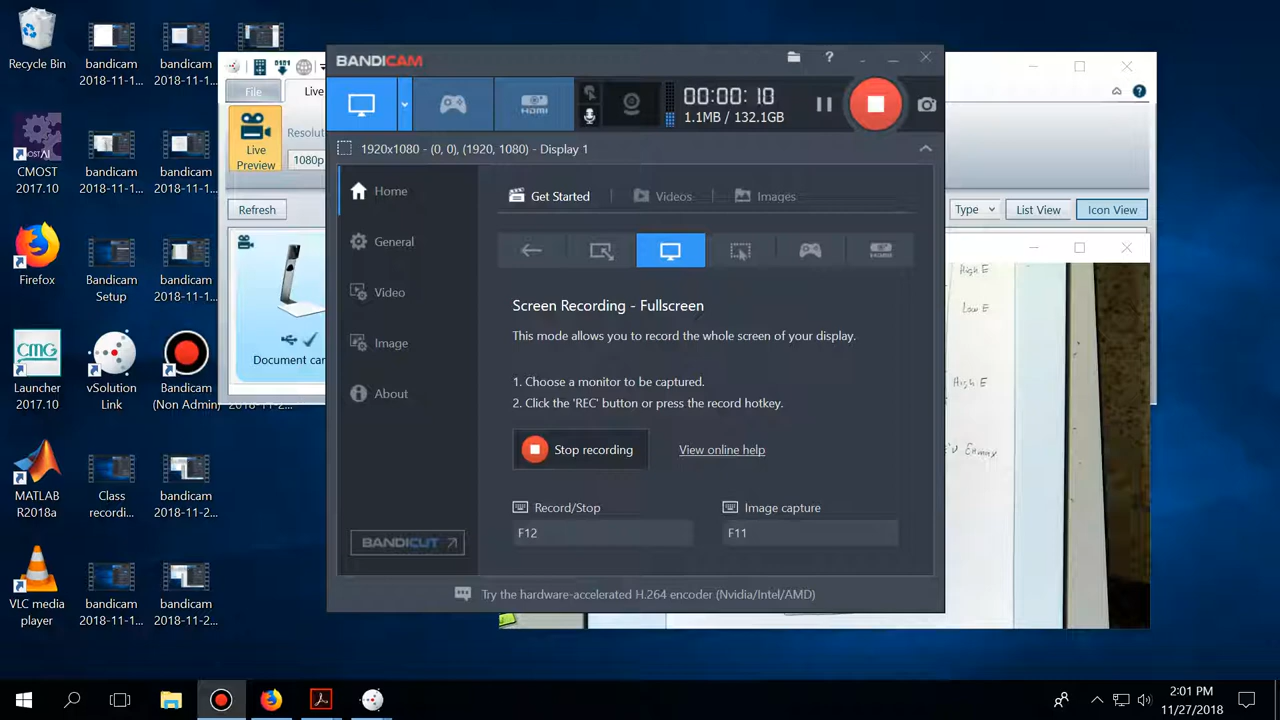 Recycle Bin
bandicam
2018-11-1...
bandicam
2018-11-1...
CMOST
2017.10
bandicam
2018-11-1...
bandicam
2018-11-1...
Firefox
Bandicam
Setup
bandicam
2018-11-1...
CMG
Launcher
2017.10
vSolution
Link
Bandicam
(Non Admin)
MATLAB
R2018a
Class
recordi...
bandicam
2018-11-2...
VLC media
player
bandicam
2018-11-1...
bandicam
2018-11-2...
File
Live
Live
Preview
Resolut
1080p
Refresh
Document car
Type
List View
Icon View
BANDICAM
HDMI
00:00:10
1.1MB / 132.1GB
1920x1080 - (0, 0), (1920, 1080) - Display 1
Home
General
Video
Image
About
BANDICUT
Get Started
Videos
Images
HDMI
Screen Recording - Fullscreen
This mode allows you to record the whole screen of your display.
1. Choose a monitor to be captured.
2. Click the 'REC' button or press the record hotkey.
Stop recording
View online help
Record/Stop
F12
Image capture
F11
Try the hardware-accelerated H.264 encoder (Nvidia/Intel/AMD)
High E
Low E
High E
2:01 PM
11/27/2018